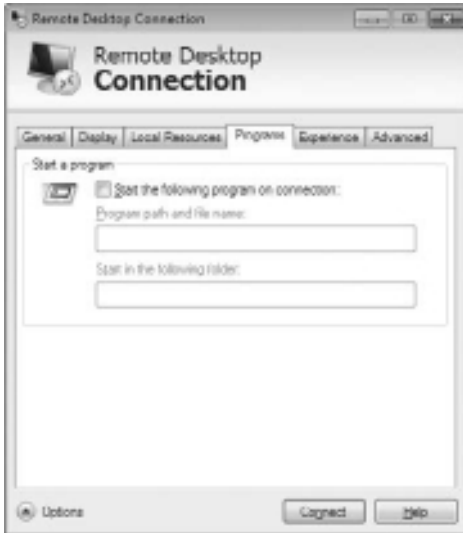 Remote Desktop Connection
Remote Desktop
Connection
General Display Local Resources Programs Experience Advanced
Start a program
Start the following program on connection:
Program path and file name:
Start in the following folder:
Options Connect Help